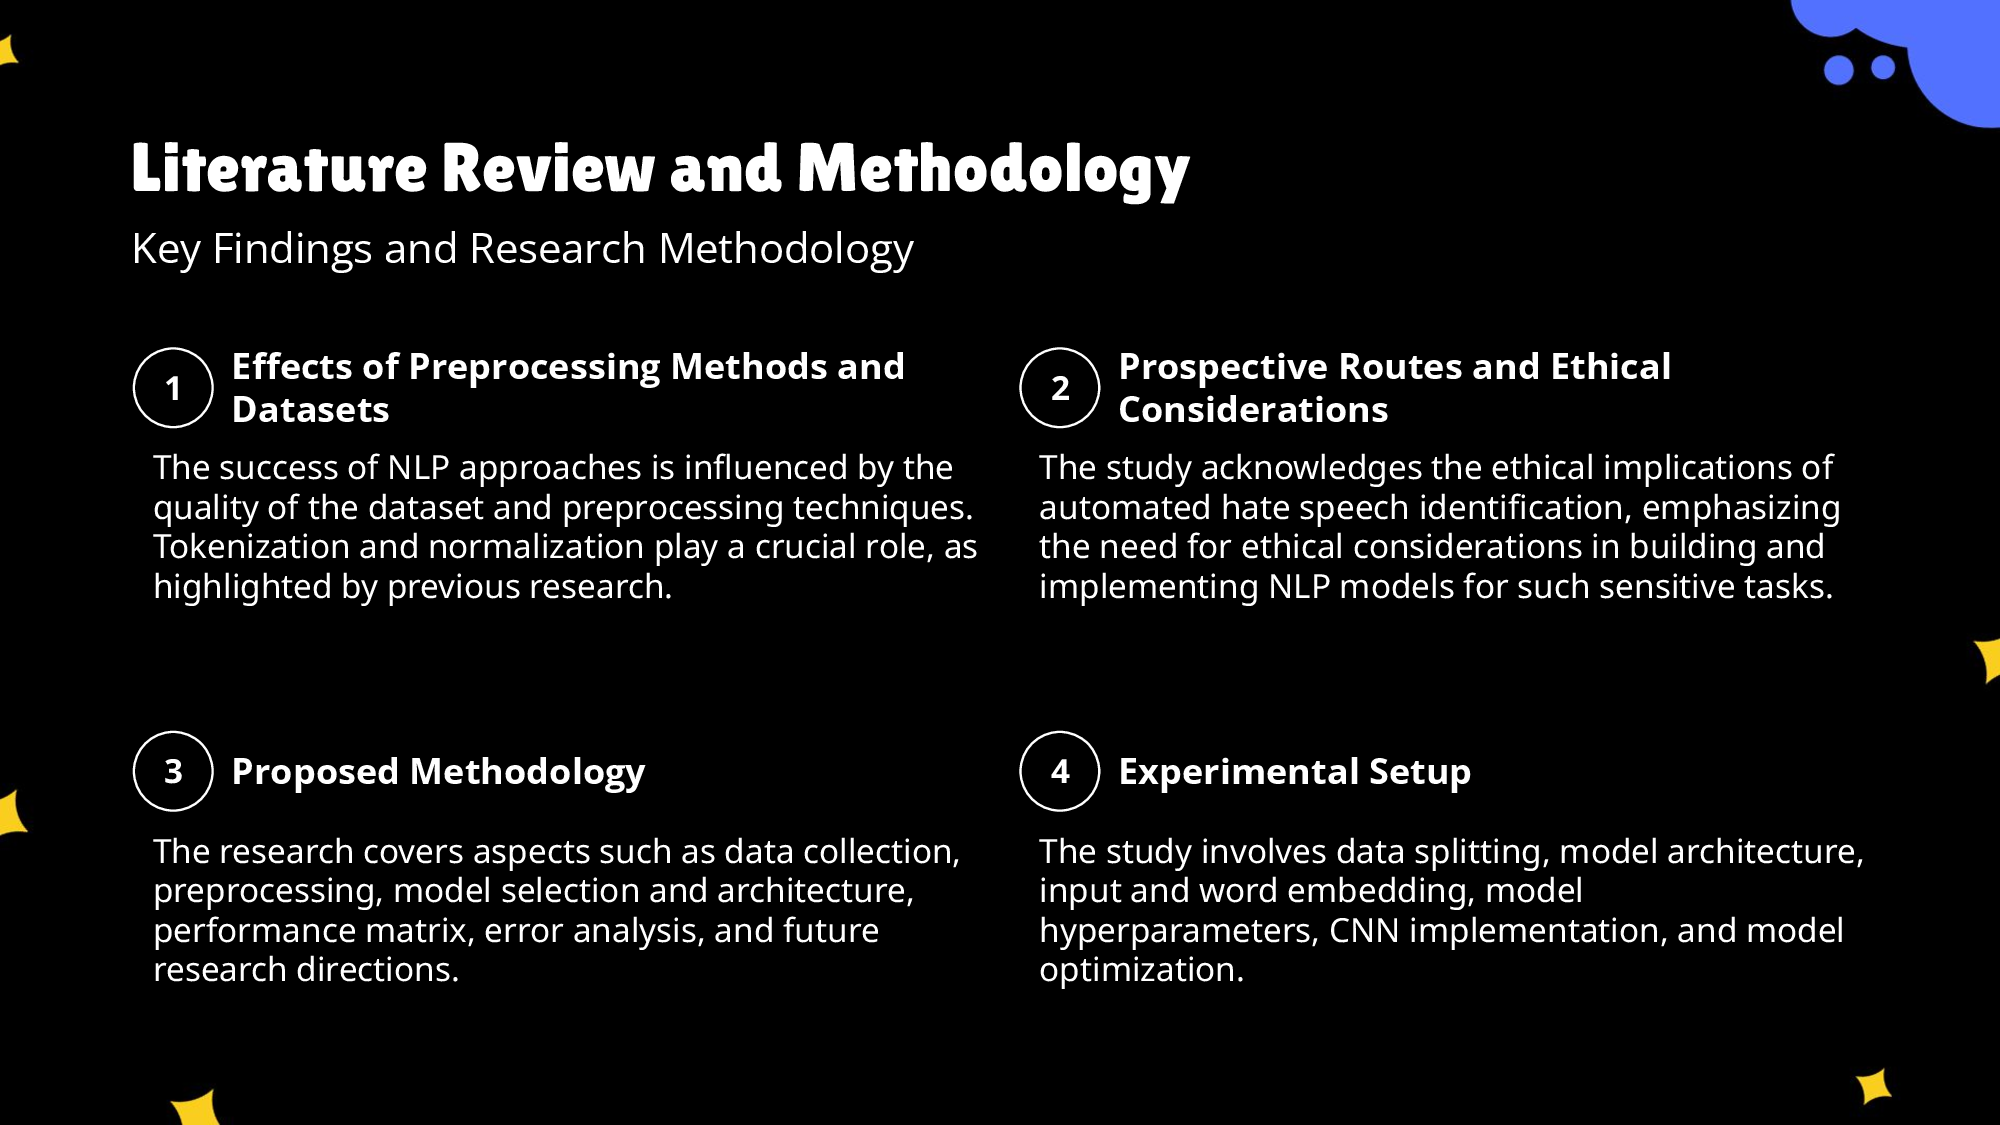 Literature Review and Methodology
Key Findings and Research Methodology
1
Effects of Preprocessing Methods and
Datasets
The success of NLP approaches is influenced by the
quality of the dataset and preprocessing techniques.
Tokenization and normalization play a crucial role, as
highlighted by previous research.
2
Prospective Routes and Ethical
Considerations
The study acknowledges the ethical implications of
automated hate speech identification, emphasizing
the need for ethical considerations in building and
implementing NLP models for such sensitive tasks.
3
Proposed Methodology
The research covers aspects such as data collection,
preprocessing, model selection and architecture,
performance matrix, error analysis, and future
research directions.
4
Experimental Setup
The study involves data splitting, model architecture,
input and word embedding, model
hyperparameters, CNN implementation, and model
optimization.